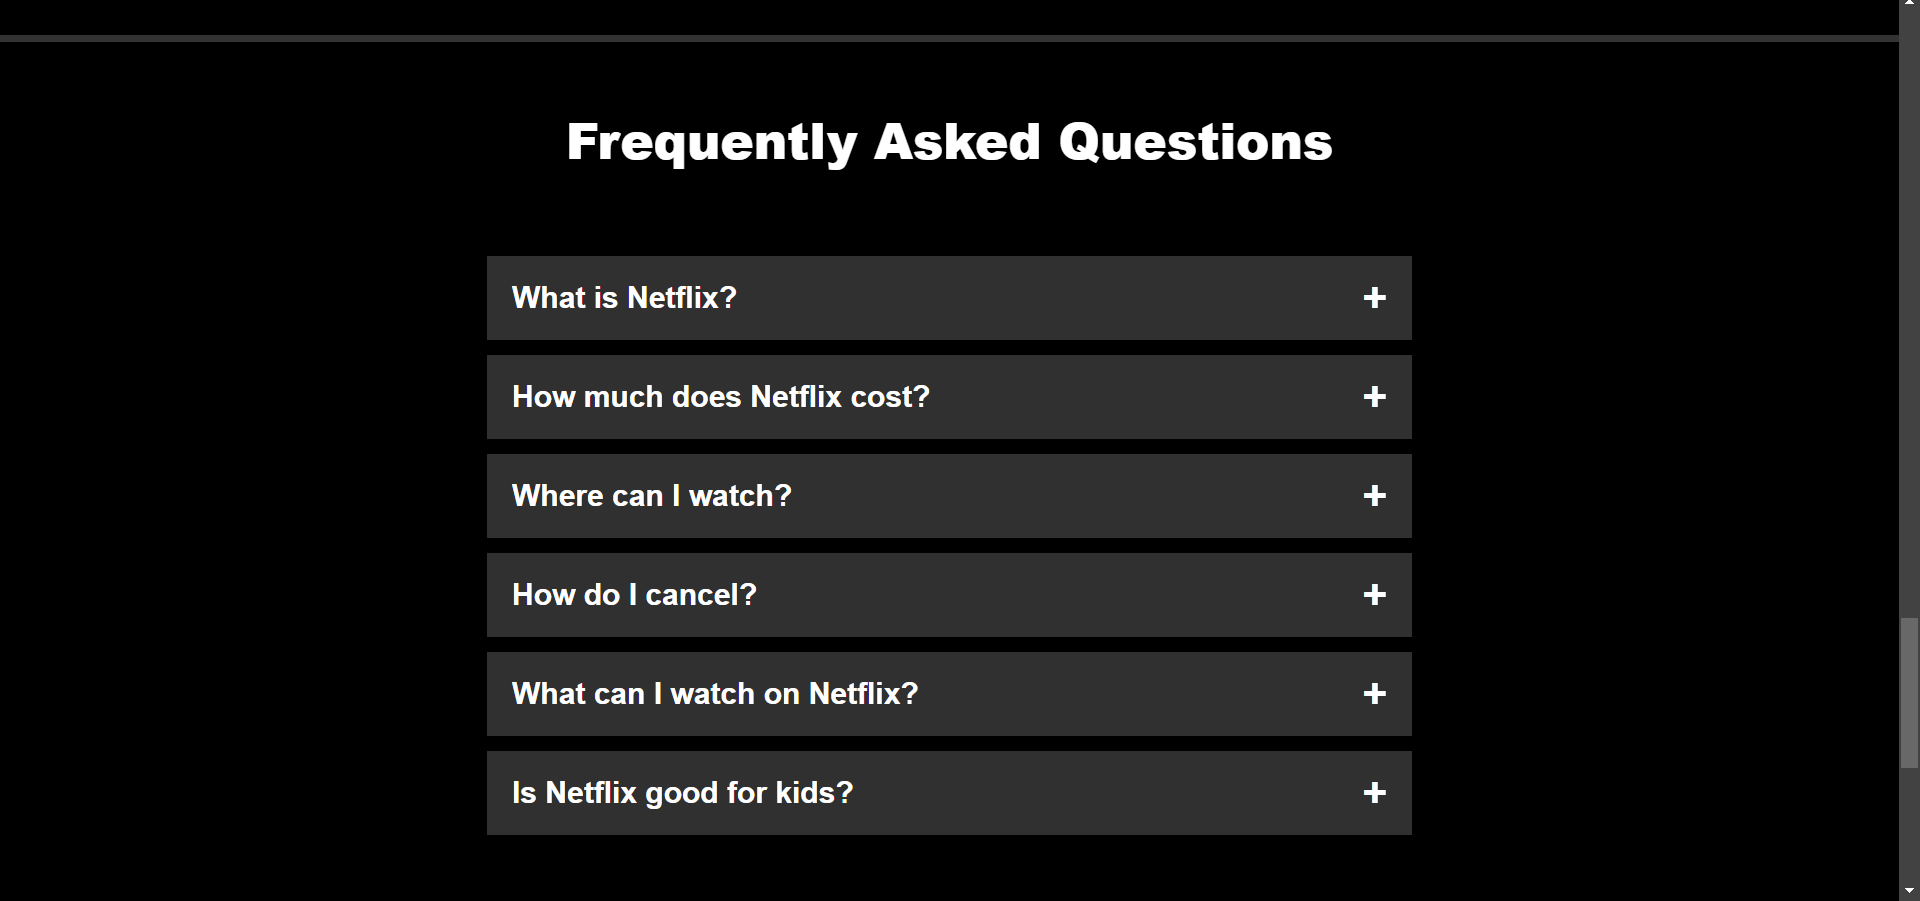 Frequently Asked Questions
What is Netflix? +
How much does Netflix cost? +
Where can I watch? +
How do I cancel? +
What can I watch on Netflix? +
Is Netflix good for kids? +